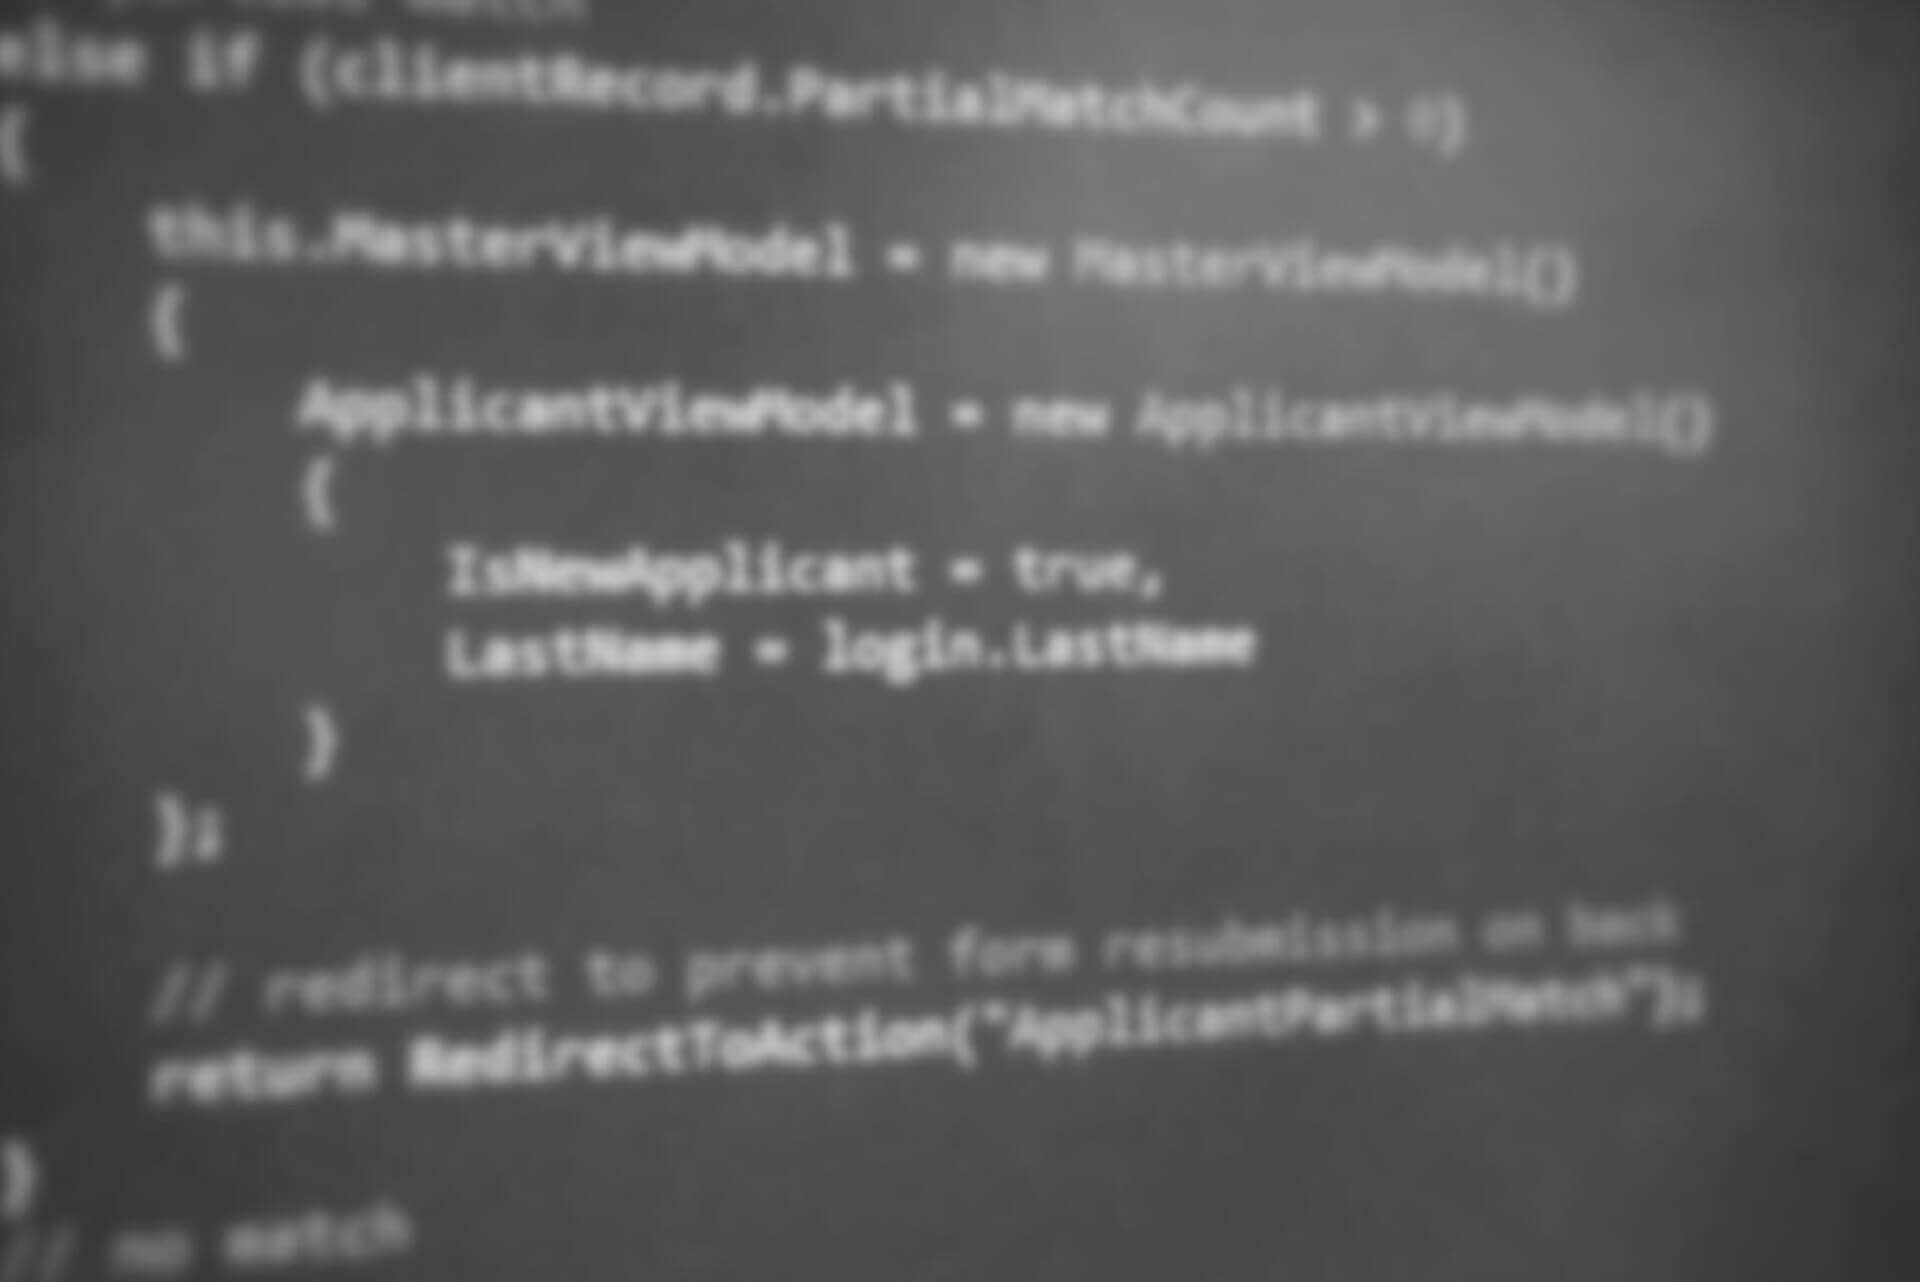 else if (clientRecord.PartialMatchCount > 0)
{
this.MasterViewModel = new MasterViewModel()
{
ApplicantViewModel = new ApplicantViewModel()
{
IsNewApplicant = true,
LastName = login.LastName
}
};
// redirect to prevent form resubmission on back
return RedirectToAction("ApplicantPartialMatch");
}
// no match